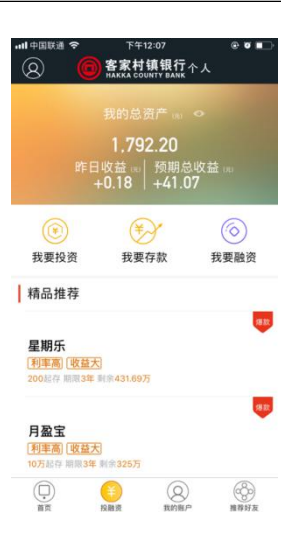 中国联通 下午12:07
客家村镇银行个人
HAKKA COUNTY BANK
我的总资产(元)
1,792.20
昨日收益(元) 预期总收益(元)
+0.18 +41.07
我要投资 我要存款 我要融资
精品推荐
爆款
星期乐
利率高 收益大
200起存 期限3年 剩余431.69万
爆款
月盈宝
利率高 收益大
10万起存 期限3年 剩余325万
首页 投融资 我的账户 推荐好友